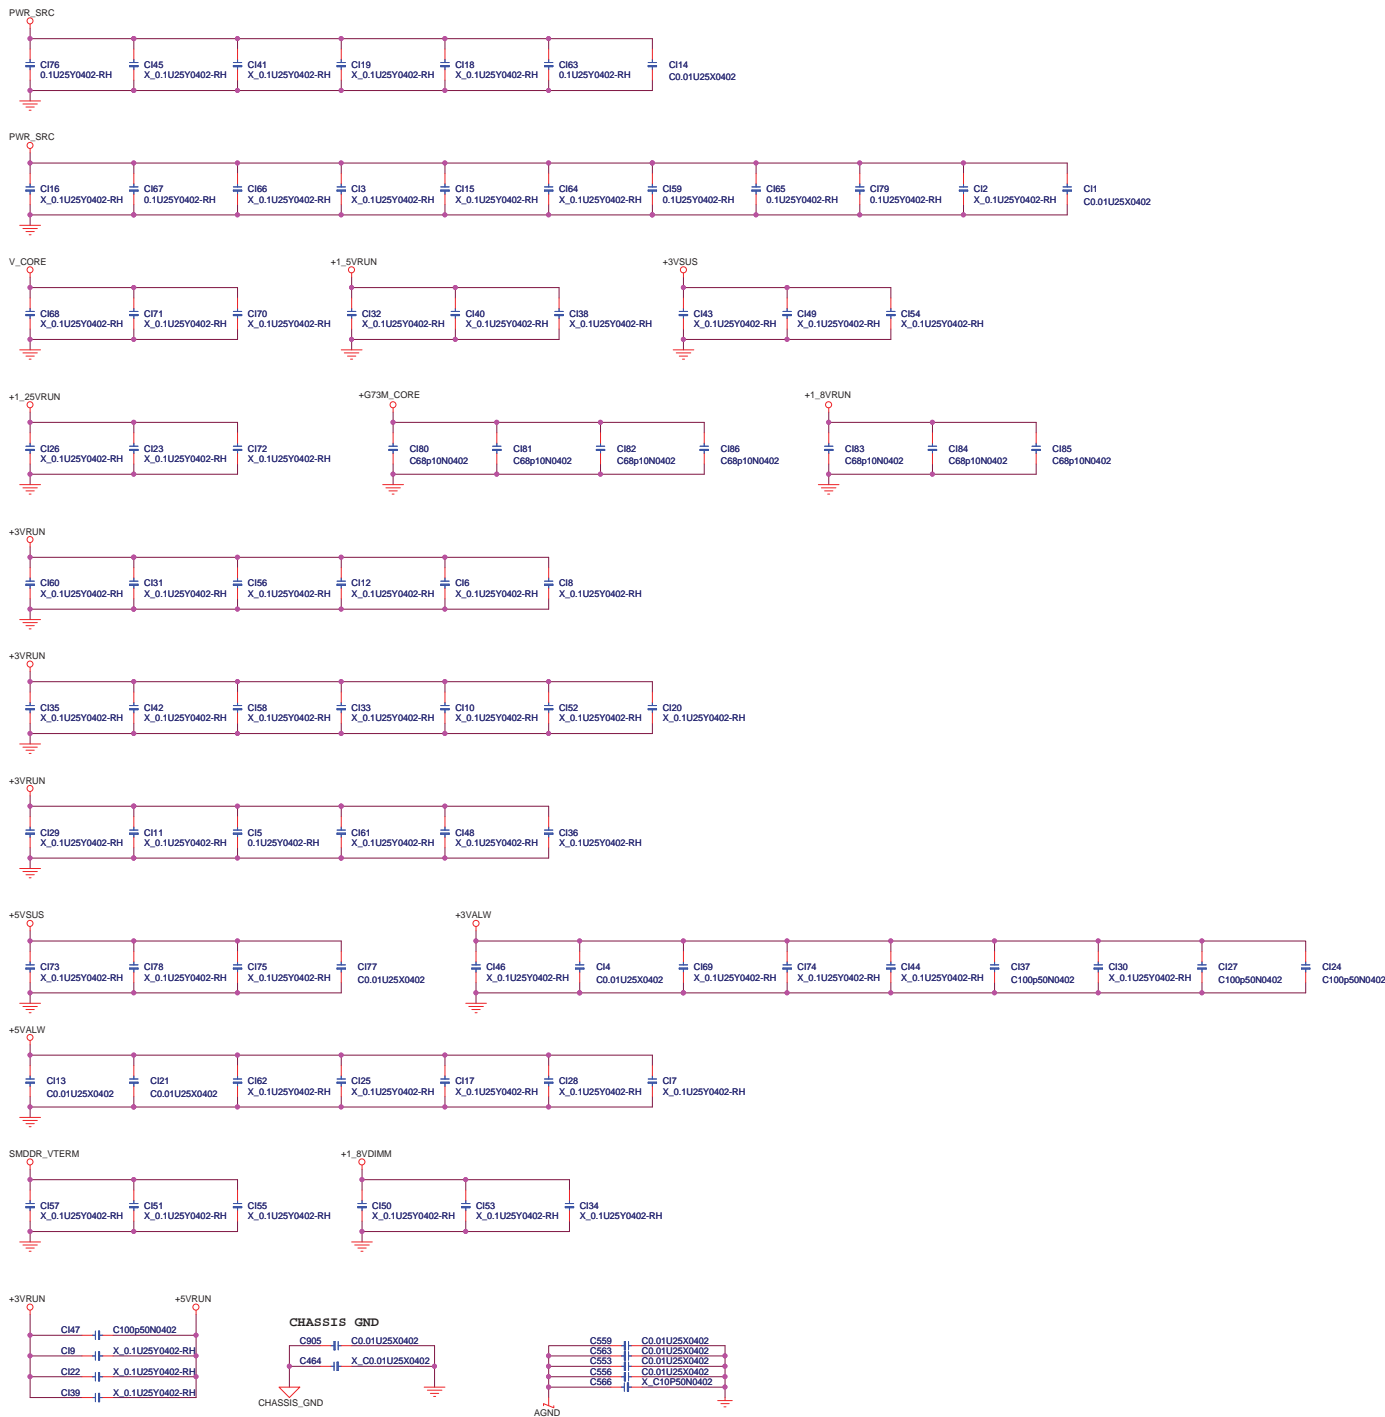 PWR_SRC
CI76 CI45 CI41 CI19 CI18 CI63 CI14
0.1U25Y0402-RH X_0.1U25Y0402-RH X_0.1U25Y0402-RH X_0.1U25Y0402-RH X_0.1U25Y0402-RH 0.1U25Y0402-RH C0.01U25X0402
PWR_SRC
CI16 CI67 CI66 CI3 CI15 CI64 CI59 CI65 CI79 CI2 CI1
X_0.1U25Y0402-RH 0.1U25Y0402-RH X_0.1U25Y0402-RH X_0.1U25Y0402-RH X_0.1U25Y0402-RH X_0.1U25Y0402-RH 0.1U25Y0402-RH 0.1U25Y0402-RH 0.1U25Y0402-RH X_0.1U25Y0402-RH C0.01U25X0402
V_CORE +1_5VRUN +3VSUS
CI68 CI71 CI70 CI32 CI40 CI38 CI43 CI49 CI54
X_0.1U25Y0402-RH X_0.1U25Y0402-RH X_0.1U25Y0402-RH X_0.1U25Y0402-RH X_0.1U25Y0402-RH X_0.1U25Y0402-RH X_0.1U25Y0402-RH X_0.1U25Y0402-RH X_0.1U25Y0402-RH
+1_25VRUN +G73M_CORE +1_8VRUN
CI26 CI23 CI72 CI80 CI81 CI82 CI86 CI83 CI84 CI85
X_0.1U25Y0402-RH X_0.1U25Y0402-RH X_0.1U25Y0402-RH C68p10N0402 C68p10N0402 C68p10N0402 C68p10N0402 C68p10N0402 C68p10N0402 C68p10N0402
+3VRUN
CI60 CI31 CI56 CI12 CI6 CI8
X_0.1U25Y0402-RH X_0.1U25Y0402-RH X_0.1U25Y0402-RH X_0.1U25Y0402-RH X_0.1U25Y0402-RH X_0.1U25Y0402-RH
+3VRUN
CI35 CI42 CI58 CI33 CI10 CI52 CI20
X_0.1U25Y0402-RH X_0.1U25Y0402-RH X_0.1U25Y0402-RH X_0.1U25Y0402-RH X_0.1U25Y0402-RH X_0.1U25Y0402-RH X_0.1U25Y0402-RH
+3VRUN
CI29 CI11 CI5 CI61 CI48 CI36
X_0.1U25Y0402-RH X_0.1U25Y0402-RH 0.1U25Y0402-RH X_0.1U25Y0402-RH X_0.1U25Y0402-RH X_0.1U25Y0402-RH
+5VSUS +3VALW
CI73 CI78 CI75 CI77 CI46 CI4 CI69 CI74 CI44 CI37 CI30 CI27 CI24
X_0.1U25Y0402-RH X_0.1U25Y0402-RH X_0.1U25Y0402-RH C0.01U25X0402 X_0.1U25Y0402-RH C0.01U25X0402 X_0.1U25Y0402-RH X_0.1U25Y0402-RH X_0.1U25Y0402-RH C100p50N0402 X_0.1U25Y0402-RH C100p50N0402 C100p50N0402
+5VALW
CI13 CI21 CI62 CI25 CI17 CI28 CI7
C0.01U25X0402 C0.01U25X0402 X_0.1U25Y0402-RH X_0.1U25Y0402-RH X_0.1U25Y0402-RH X_0.1U25Y0402-RH X_0.1U25Y0402-RH
SMDDR_VTERM +1_8VDIMM
CI57 CI51 CI55 CI50 CI53 CI34
X_0.1U25Y0402-RH X_0.1U25Y0402-RH X_0.1U25Y0402-RH X_0.1U25Y0402-RH X_0.1U25Y0402-RH X_0.1U25Y0402-RH
+3VRUN +5VRUN
CI47 C100p50N0402
CI9 X_0.1U25Y0402-RH
CI22 X_0.1U25Y0402-RH
CI39 X_0.1U25Y0402-RH
CHASSIS GND
C905 C0.01U25X0402
C464 X_C0.01U25X0402
CHASSIS_GND
C559 C0.01U25X0402
C563 C0.01U25X0402
C553 C0.01U25X0402
C556 C0.01U25X0402
C566 X_C10P50N0402
AGND